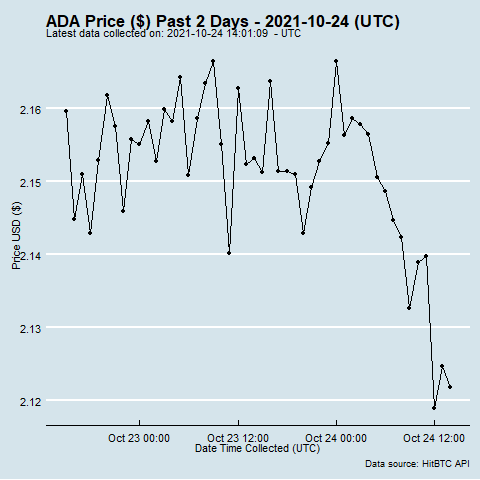 ADA Price ($) Past 2 Days - 2021-10-24 (UTC)
Latest data collected on: 2021-10-24 14:01:09  - UTC
2.16
2.15
2.14
2.13
2.12
Price USD ($)
Oct 23 00:00
Oct 23 12:00
Oct 24 00:00
Oct 24 12:00
Date Time Collected (UTC)
Data source: HitBTC API